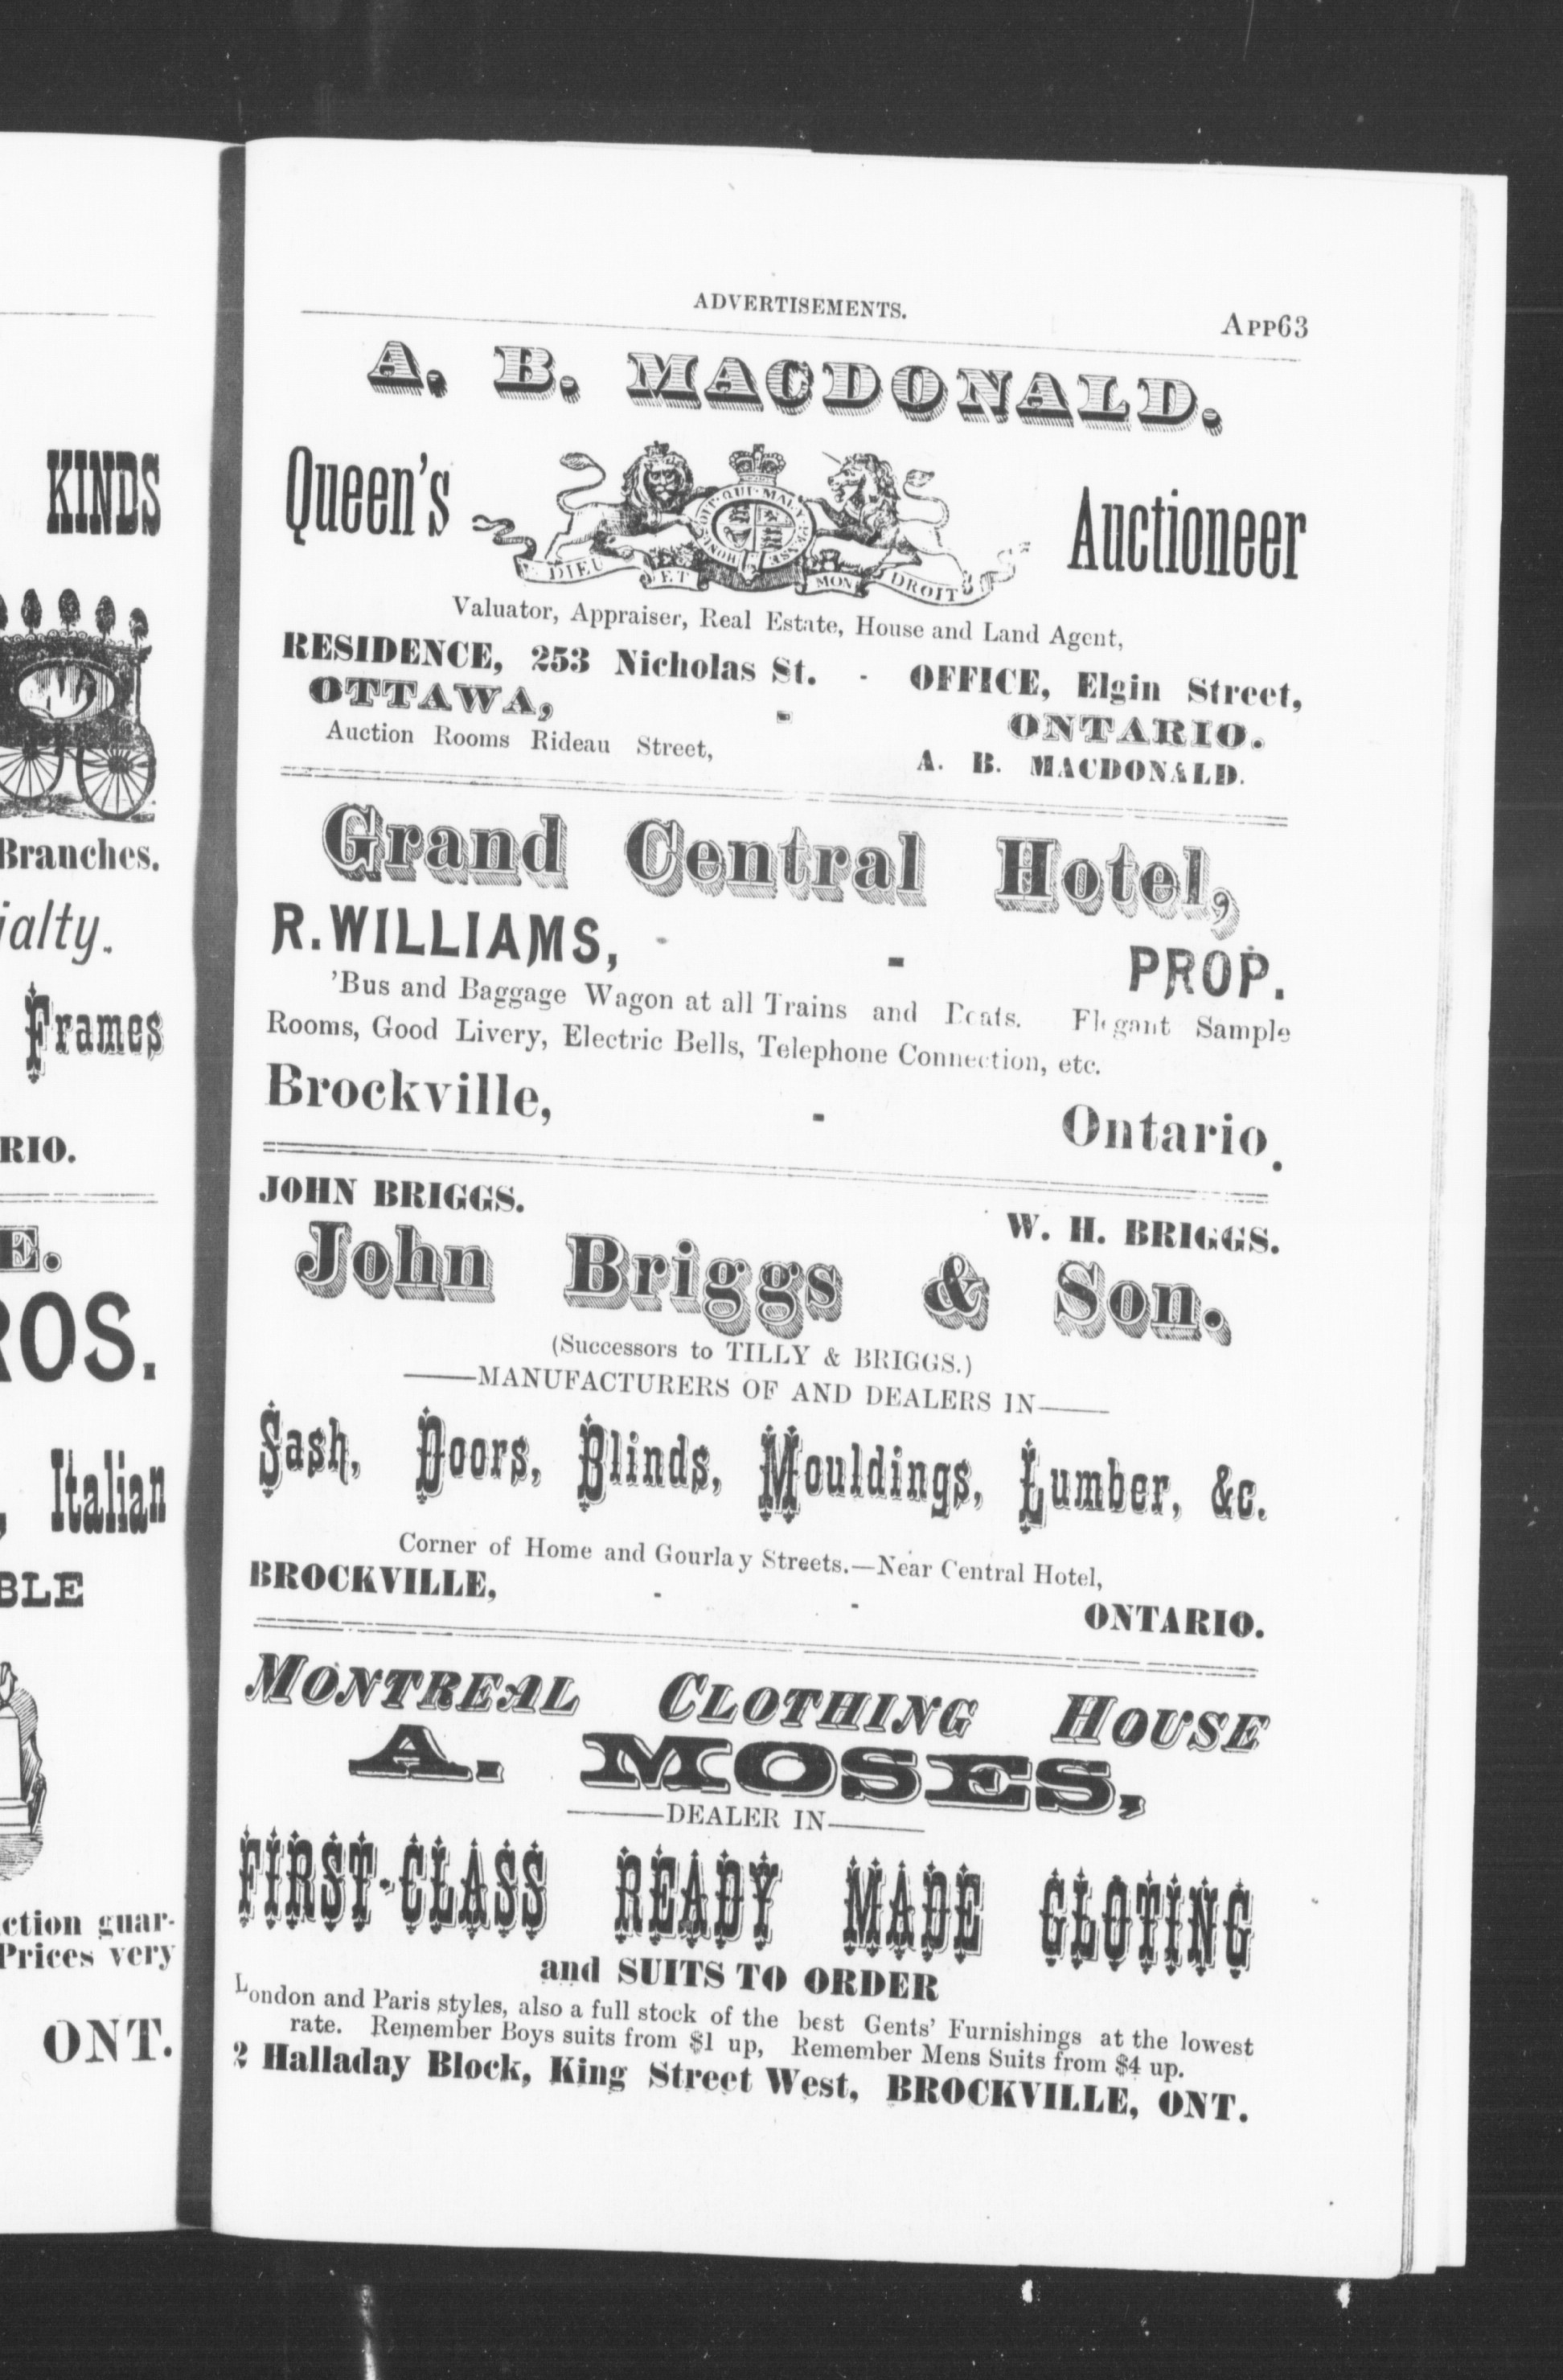 KINDS
Branches.
ialty.
Frames
RIO.
E.
ROS.
, Italian
BLE
ction guar-
Prices very
ONT.
ADVERTISEMENTS. APP63
A. B. MACDONALD.
Queen's Auctioneer
HONI SOIT QUI MAL Y PENSE
DIEU ET MON DROIT
Valuator, Appraiser, Real Estate, House and Land Agent,
RESIDENCE, 253 Nicholas St. - OFFICE, Elgin Street,
OTTAWA, - ONTARIO.
Auction Rooms Rideau Street, A. B. MACDONALD.
Grand Central Hotel,
R. WILLIAMS, - - PROP.
'Bus and Baggage Wagon at all Trains and Boats. Elegant Sample
Rooms, Good Livery, Electric Bells, Telephone Connection, etc.
Brockville, - Ontario.
JOHN BRIGGS. W. H. BRIGGS.
John Briggs & Son.
(Successors to TILLY & BRIGGS.)
——MANUFACTURERS OF AND DEALERS IN——
Sash, Doors, Blinds, Mouldings, Lumber, &c.
Corner of Home and Gourlay Streets.—Near Central Hotel,
BROCKVILLE, - - ONTARIO.
MONTREAL CLOTHING HOUSE
A. MOSES,
——DEALER IN——
FIRST-CLASS READY MADE CLOTING
and SUITS TO ORDER
London and Paris styles, also a full stock of the best Gents' Furnishings at the lowest
rate. Remember Boys suits from $1 up, Remember Mens Suits from $4 up.
2 Halladay Block, King Street West, BROCKVILLE, ONT.